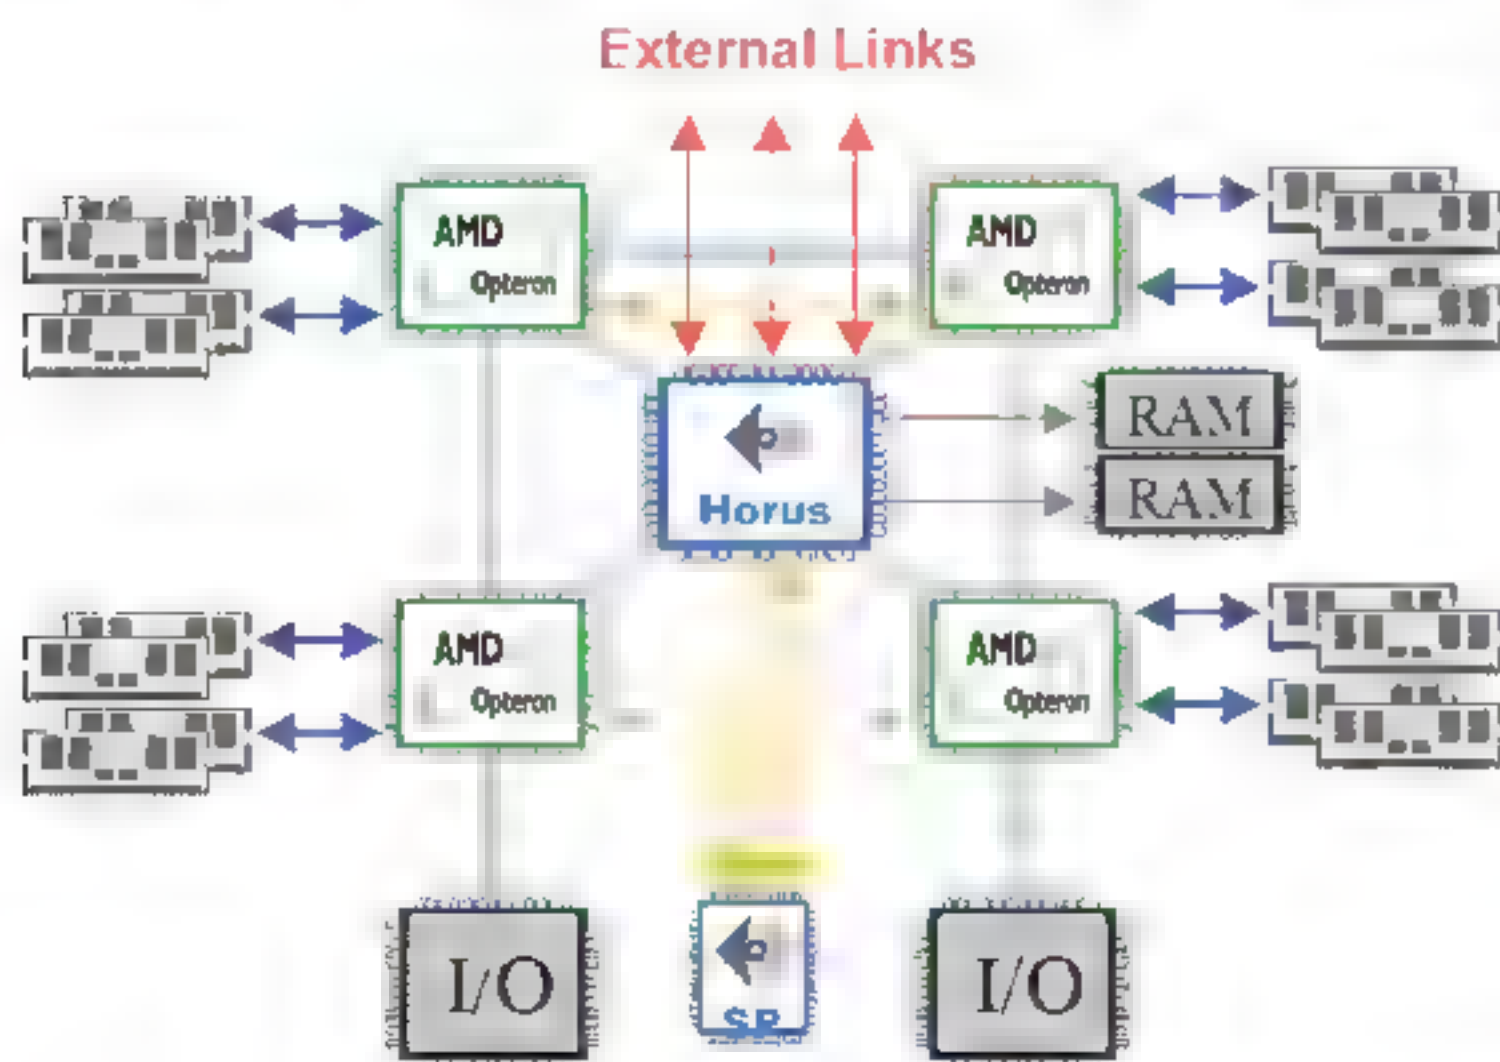 External Links
AMD
Opteron
AMD
Opteron
RAM
Horus
RAM
AMD
Opteron
AMD
Opteron
I/O
SP
I/O